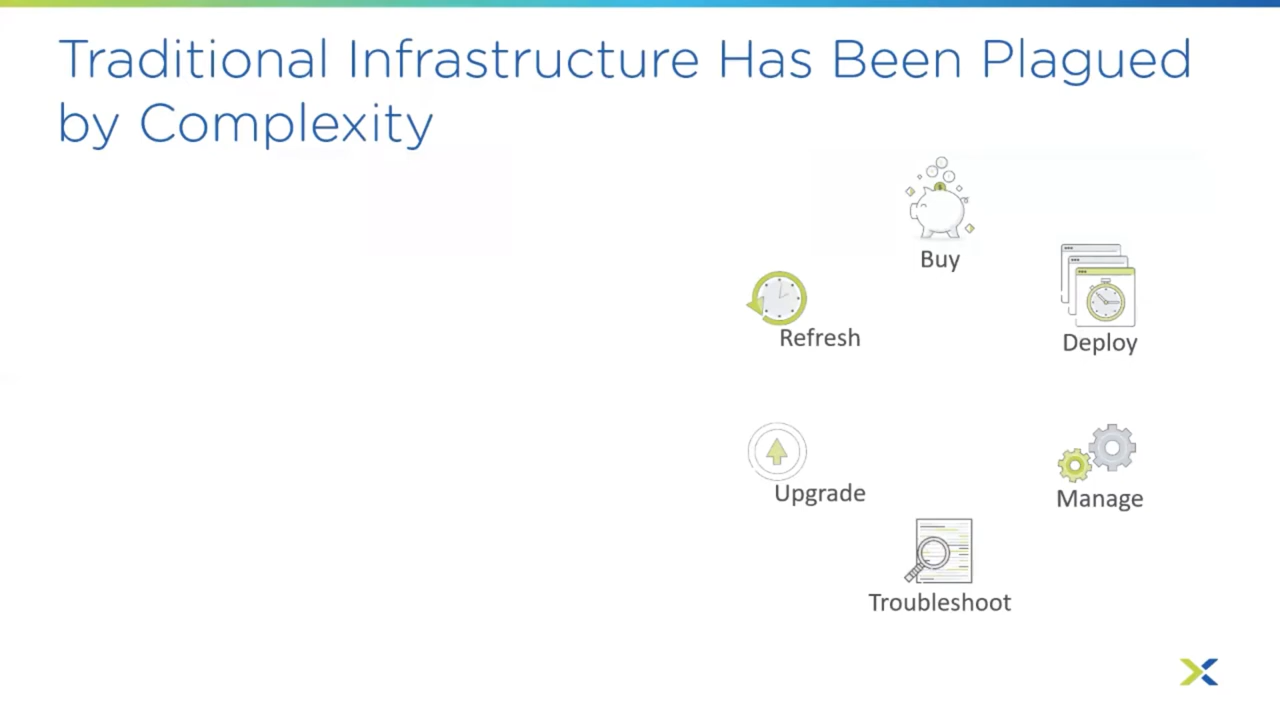 Traditional Infrastructure Has Been Plagued
by Complexity
Buy
Refresh
Deploy
Upgrade
Manage
Troubleshoot